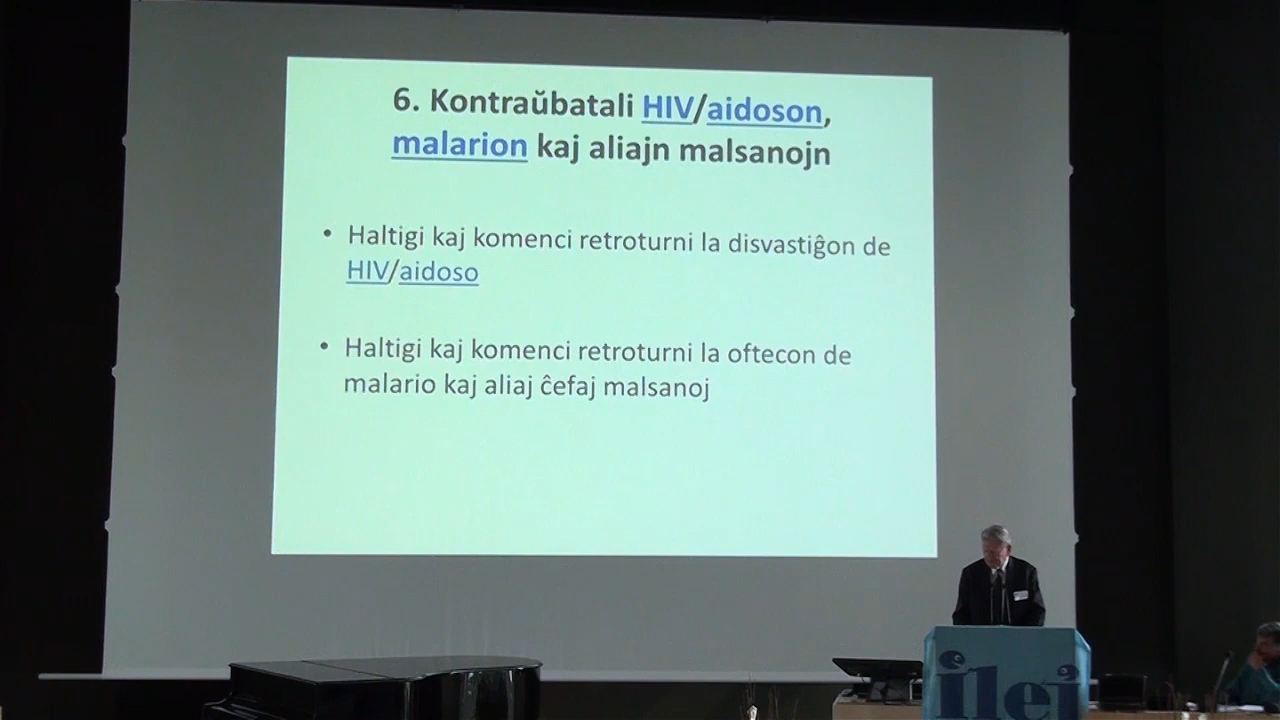 6. Kontraŭbatali HIV/aidoson,
malarion kaj aliajn malsanojn
• Haltigi kaj komenci retroturni la disvastiĝon de
HIV/aidoso
• Haltigi kaj komenci retroturni la oftecon de
malario kaj aliaj ĉefaj malsanoj
ilei